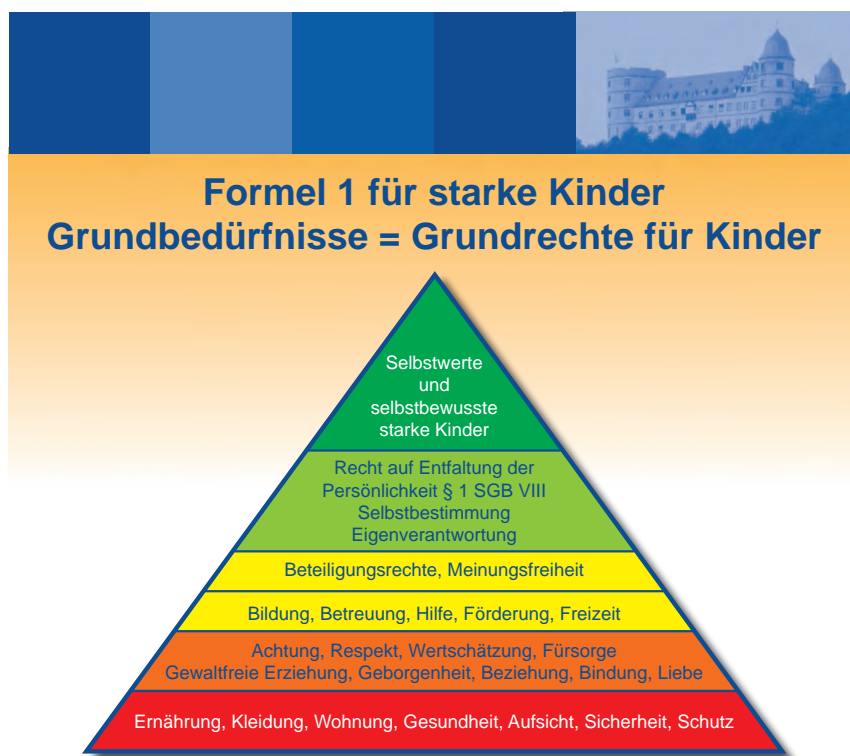 Formel 1 für starke Kinder
Grundbedürfnisse = Grundrechte für Kinder
Selbstwerte
und
selbstbewusste
starke Kinder
Recht auf Entfaltung der
Persönlichkeit § 1 SGB VIII
Selbstbestimmung
Eigenverantwortung
Beteiligungsrechte, Meinungsfreiheit
Bildung, Betreuung, Hilfe, Förderung, Freizeit
Achtung, Respekt, Wertschätzung, Fürsorge
Gewaltfreie Erziehung, Geborgenheit, Beziehung, Bindung, Liebe
Ernährung, Kleidung, Wohnung, Gesundheit, Aufsicht, Sicherheit, Schutz